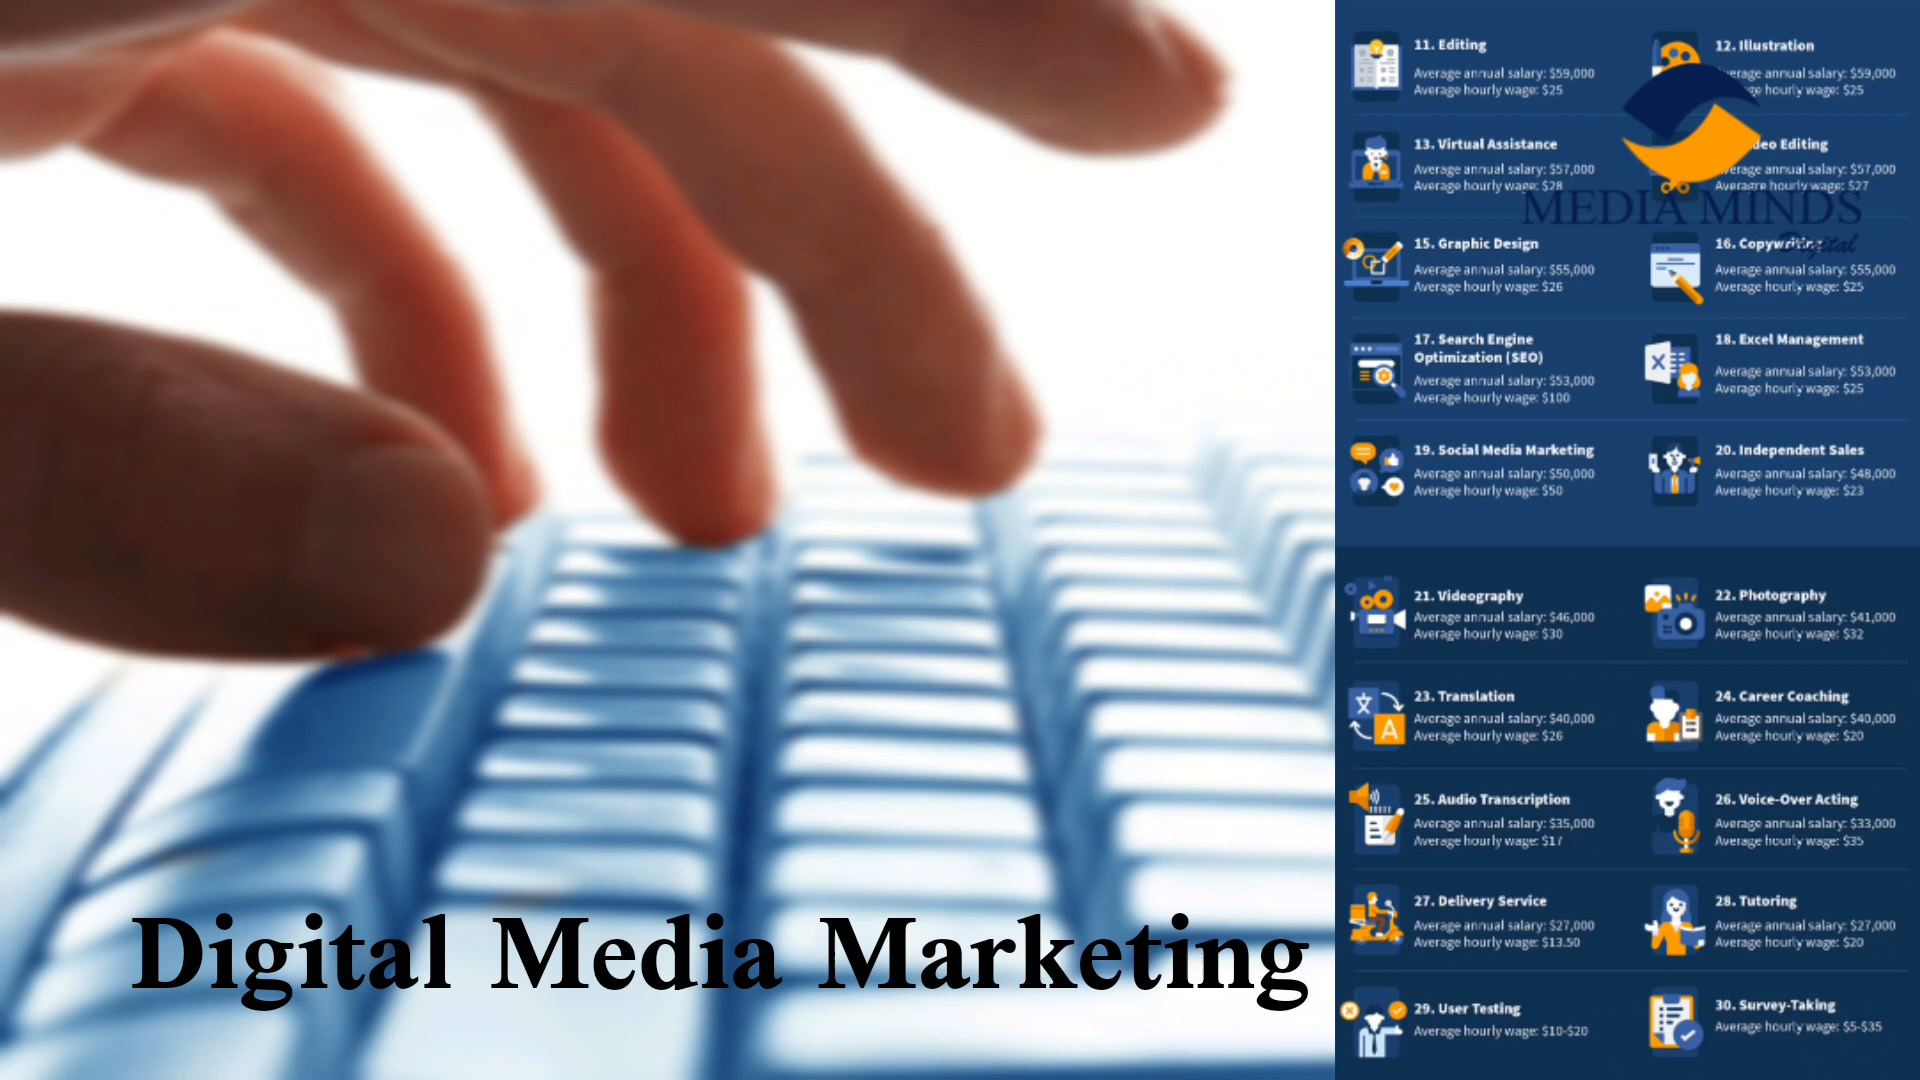 11. Editing
Average annual salary: $59,000
Average hourly wage: $25
12. Illustration
Average annual salary: $59,000
wage: $25
13. Virtual Assistance
Average annual salary: $57,000
Average hourly wage: $28
Editing
Average annual salary: $57,000
Average hourly wage: $27
MEDIA MINDS
Digital
15. Graphic Design
Average annual salary: $55,000
Average hourly wage: $26
16. Copywriting
Average annual salary: $55,000
Average hourly wage: $25
17. Search Engine
Optimization (SEO)
Average annual salary: $53,000
Average hourly wage: $100
18. Excel Management
Average annual salary: $53,000
Average hourly wage: $25
19. Social Media Marketing
Average annual salary: $50,000
Average hourly wage: $50
20. Independent Sales
Average annual salary: $48,000
Average hourly wage: $23
21. Videography
Average annual salary: $46,000
Average hourly wage: $30
22. Photography
Average annual salary: $41,000
Average hourly wage: $32
23. Translation
Average annual salary: $40,000
Average hourly wage: $26
24. Career Coaching
Average annual salary: $40,000
Average hourly wage: $20
25. Audio Transcription
Average annual salary: $35,000
Average hourly wage: $17
26. Voice-Over Acting
Average annual salary: $33,000
Average hourly wage: $35
27. Delivery Service
Average annual salary: $27,000
Average hourly wage: $13.50
28. Tutoring
Average annual salary: $27,000
Average hourly wage: $20
29. User Testing
Average hourly wage: $10-$20
30. Survey-Taking
Average hourly wage: $5-$35
Digital Media Marketing